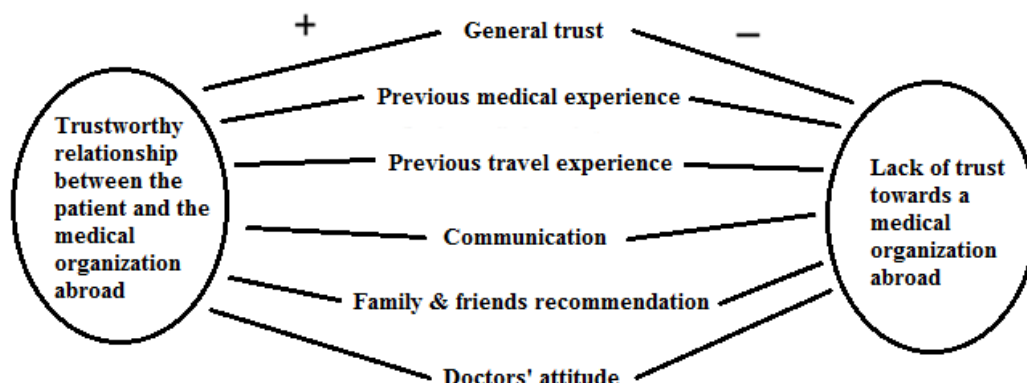 +
General trust
−
Previous medical experience
Previous travel experience
Communication
Family & friends recommendation
Doctors' attitude
Trustworthy
relationship
between the
patient and the
medical
organization
abroad
Lack of trust
towards a
medical
organization
abroad